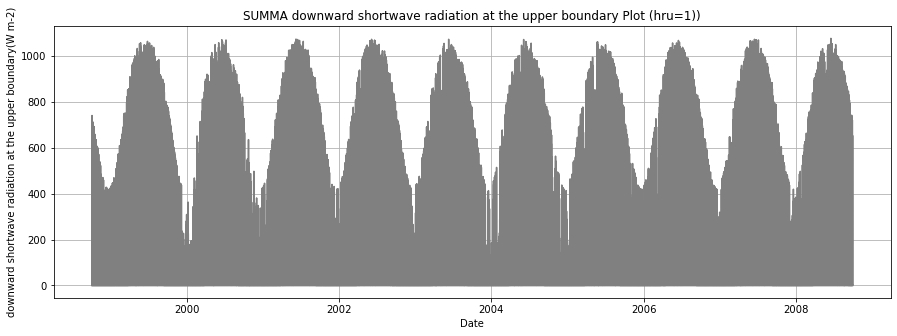 SUMMA downward shortwave radiation at the upper boundary Plot (hru=1))
downward shortwave radiation at the upper boundary(W m-2)
1000
800
600
400
200
0
2000 2002 2004 2006 2008
Date